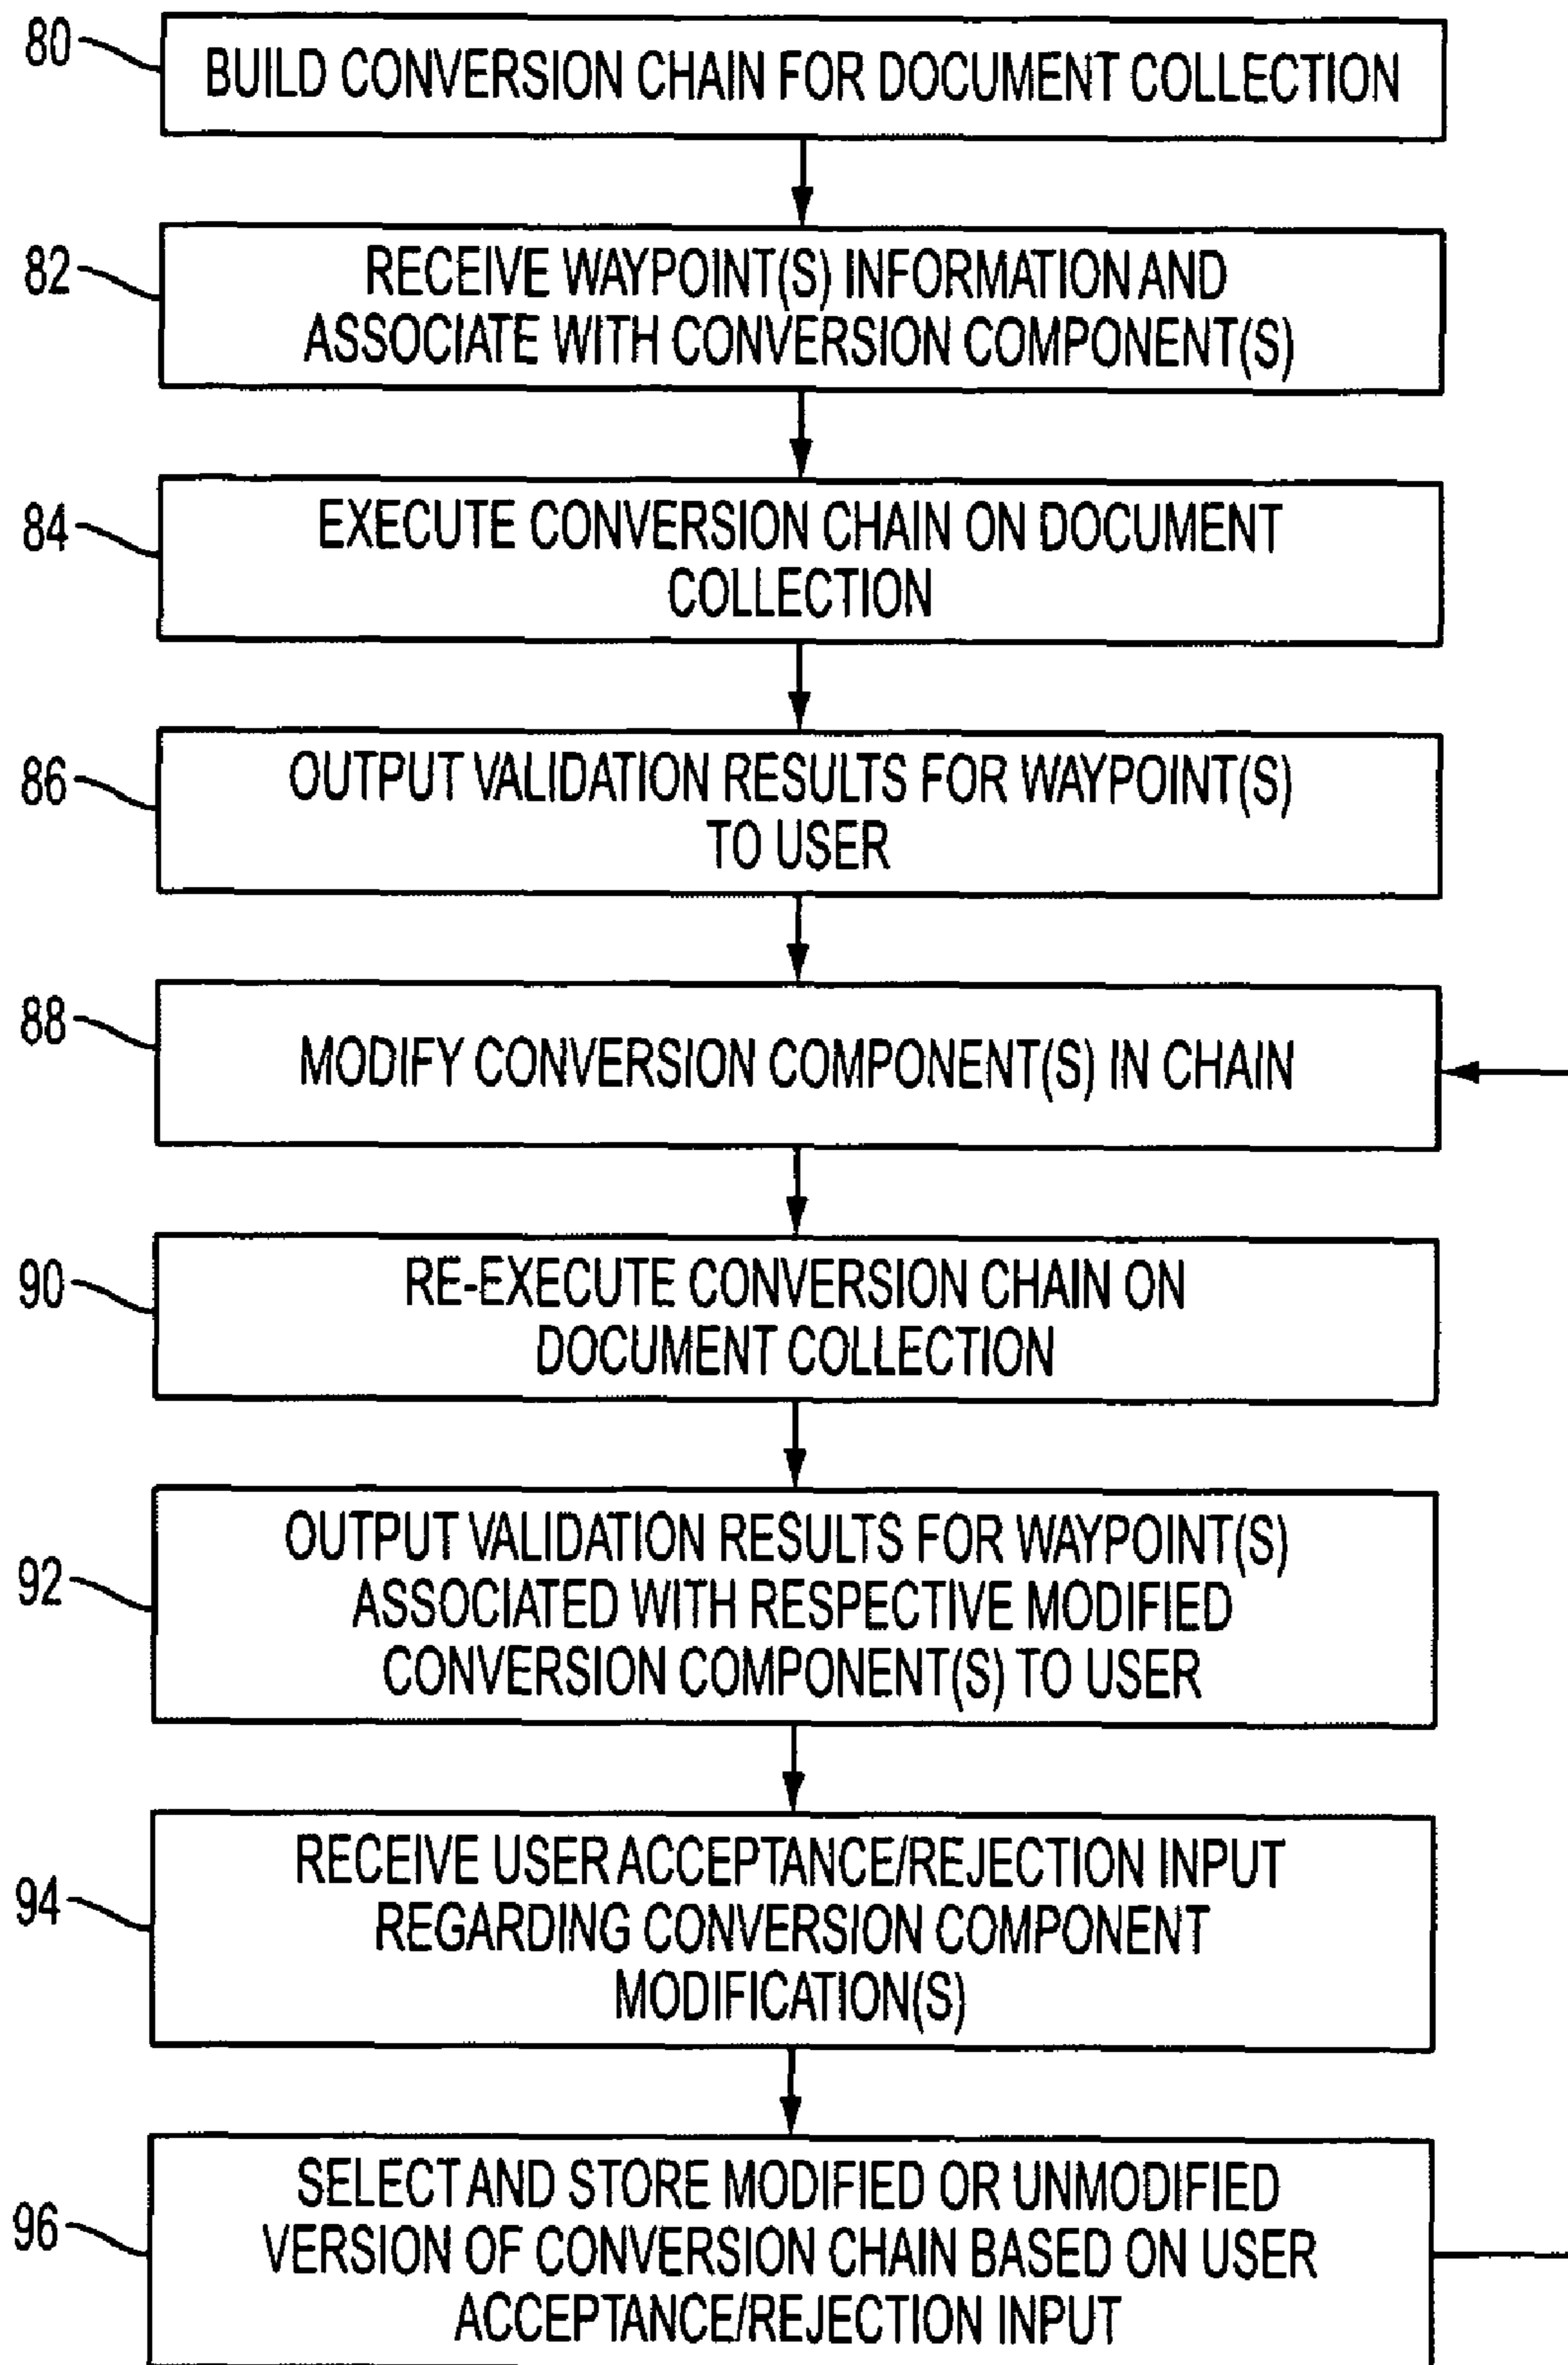 80
BUILD CONVERSION CHAIN FOR DOCUMENT COLLECTION
82
RECEIVE WAYPOINT(S) INFORMATION AND
ASSOCIATE WITH CONVERSION COMPONENT(S)
84
EXECUTE CONVERSION CHAIN ON DOCUMENT
COLLECTION
86
OUTPUT VALIDATION RESULTS FOR WAYPOINT(S)
TO USER
88
MODIFY CONVERSION COMPONENT(S) IN CHAIN
90
RE-EXECUTE CONVERSION CHAIN ON
DOCUMENT COLLECTION
92
OUTPUT VALIDATION RESULTS FOR WAYPOINT(S)
ASSOCIATED WITH RESPECTIVE MODIFIED
CONVERSION COMPONENT(S) TO USER
94
RECEIVE USER ACCEPTANCE/REJECTION INPUT
REGARDING CONVERSION COMPONENT
MODIFICATION(S)
96
SELECT AND STORE MODIFIED OR UNMODIFIED
VERSION OF CONVERSION CHAIN BASED ON USER
ACCEPTANCE/REJECTION INPUT